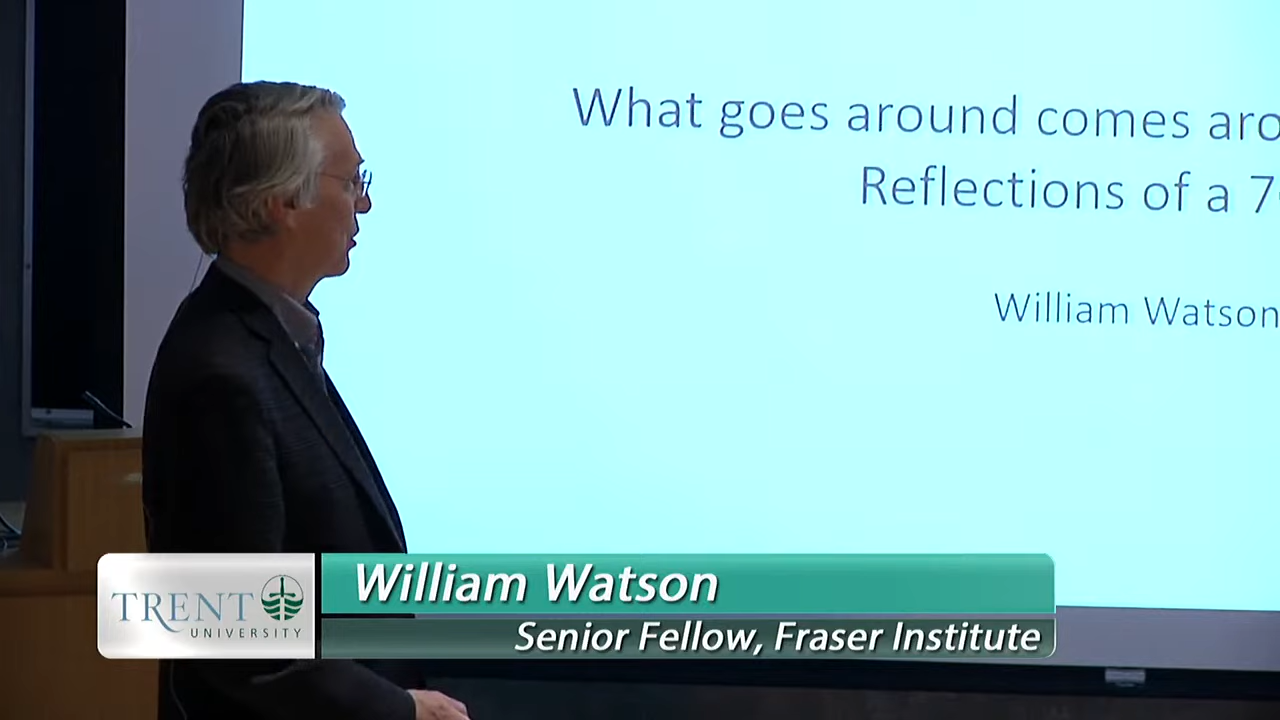 What goes around comes aro
Reflections of a 7
William Watson
William Watson
TRENT
UNIVERSITY
Senior Fellow, Fraser Institute